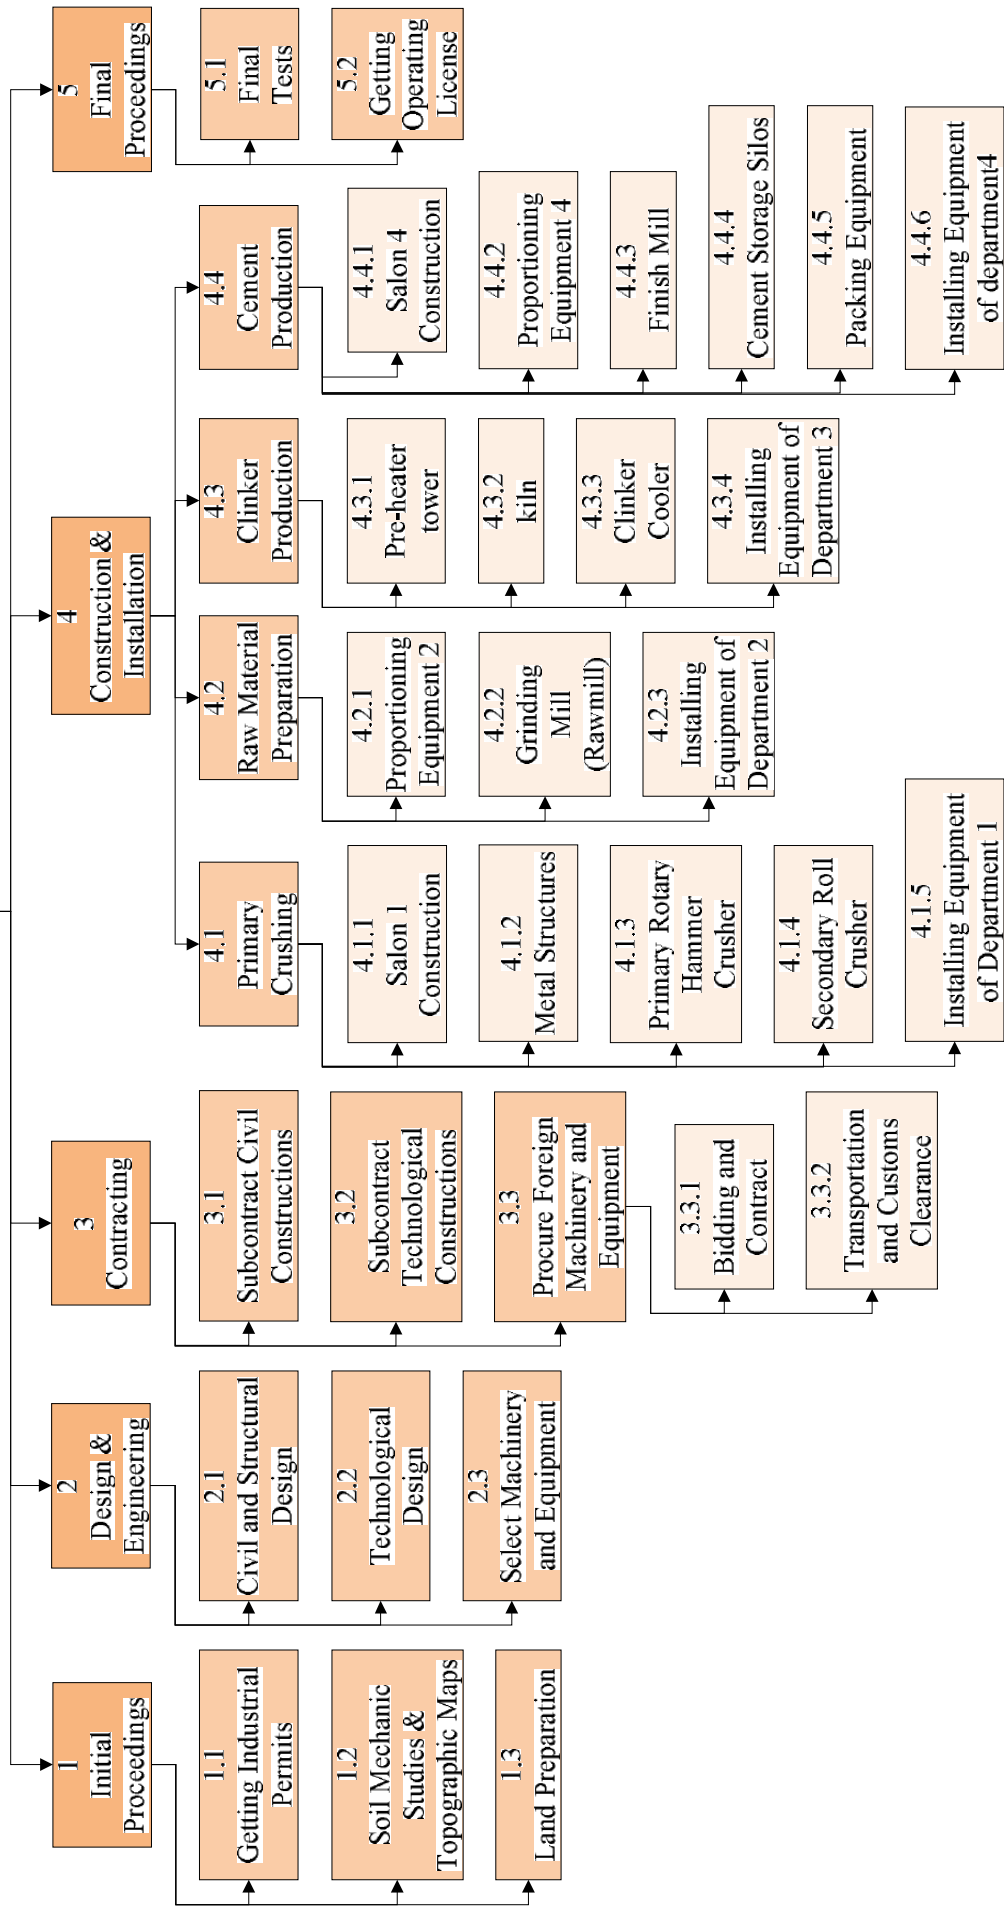 1
Initial
Proceedings
1.1
Getting Industrial
Permits
1.2
Soil Mechanic
Studies &
Topographic Maps
1.3
Land Preparation
2
Design &
Engineering
2.1
Civil and Structural
Design
2.2
Technological
Design
2.3
Select Machinery
and Equipment
3
Contracting
3.1
Subcontract Civil
Constructions
3.2
Subcontract
Technological
Constructions
3.3
Procure Foreign
Machinery and
Equipment
3.3.1
Bidding and
Contract
3.3.2
Transportation
and Customs
Clearance
4
Construction &
Installation
4.1
Primary
Crushing
4.1.1
Salon 1
Construction
4.1.2
Metal Structures
4.1.3
Primary Rotary
Hammer
Crusher
4.1.4
Secondary Roll
Crusher
4.1.5
Installing Equipment
of Department 1
4.2
Raw Material
Preparation
4.2.1
Proportioning
Equipment 2
4.2.2
Grinding
Mill
(Rawmill)
4.2.3
Installing
Equipment of
Department 2
4.3
Clinker
Production
4.3.1
Pre-heater
tower
4.3.2
kiln
4.3.3
Clinker
Cooler
4.3.4
Installing
Equipment of
Department 3
4.4
Cement
Production
4.4.1
Salon 4
Construction
4.4.2
Proportioning
Equipment 4
4.4.3
Finish Mill
4.4.4
Cement Storage Silos
4.4.5
Packing Equipment
4.4.6
Installing Equipment
of department4
5
Final
Proceedings
5.1
Final
Tests
5.2
Getting
Operating
License